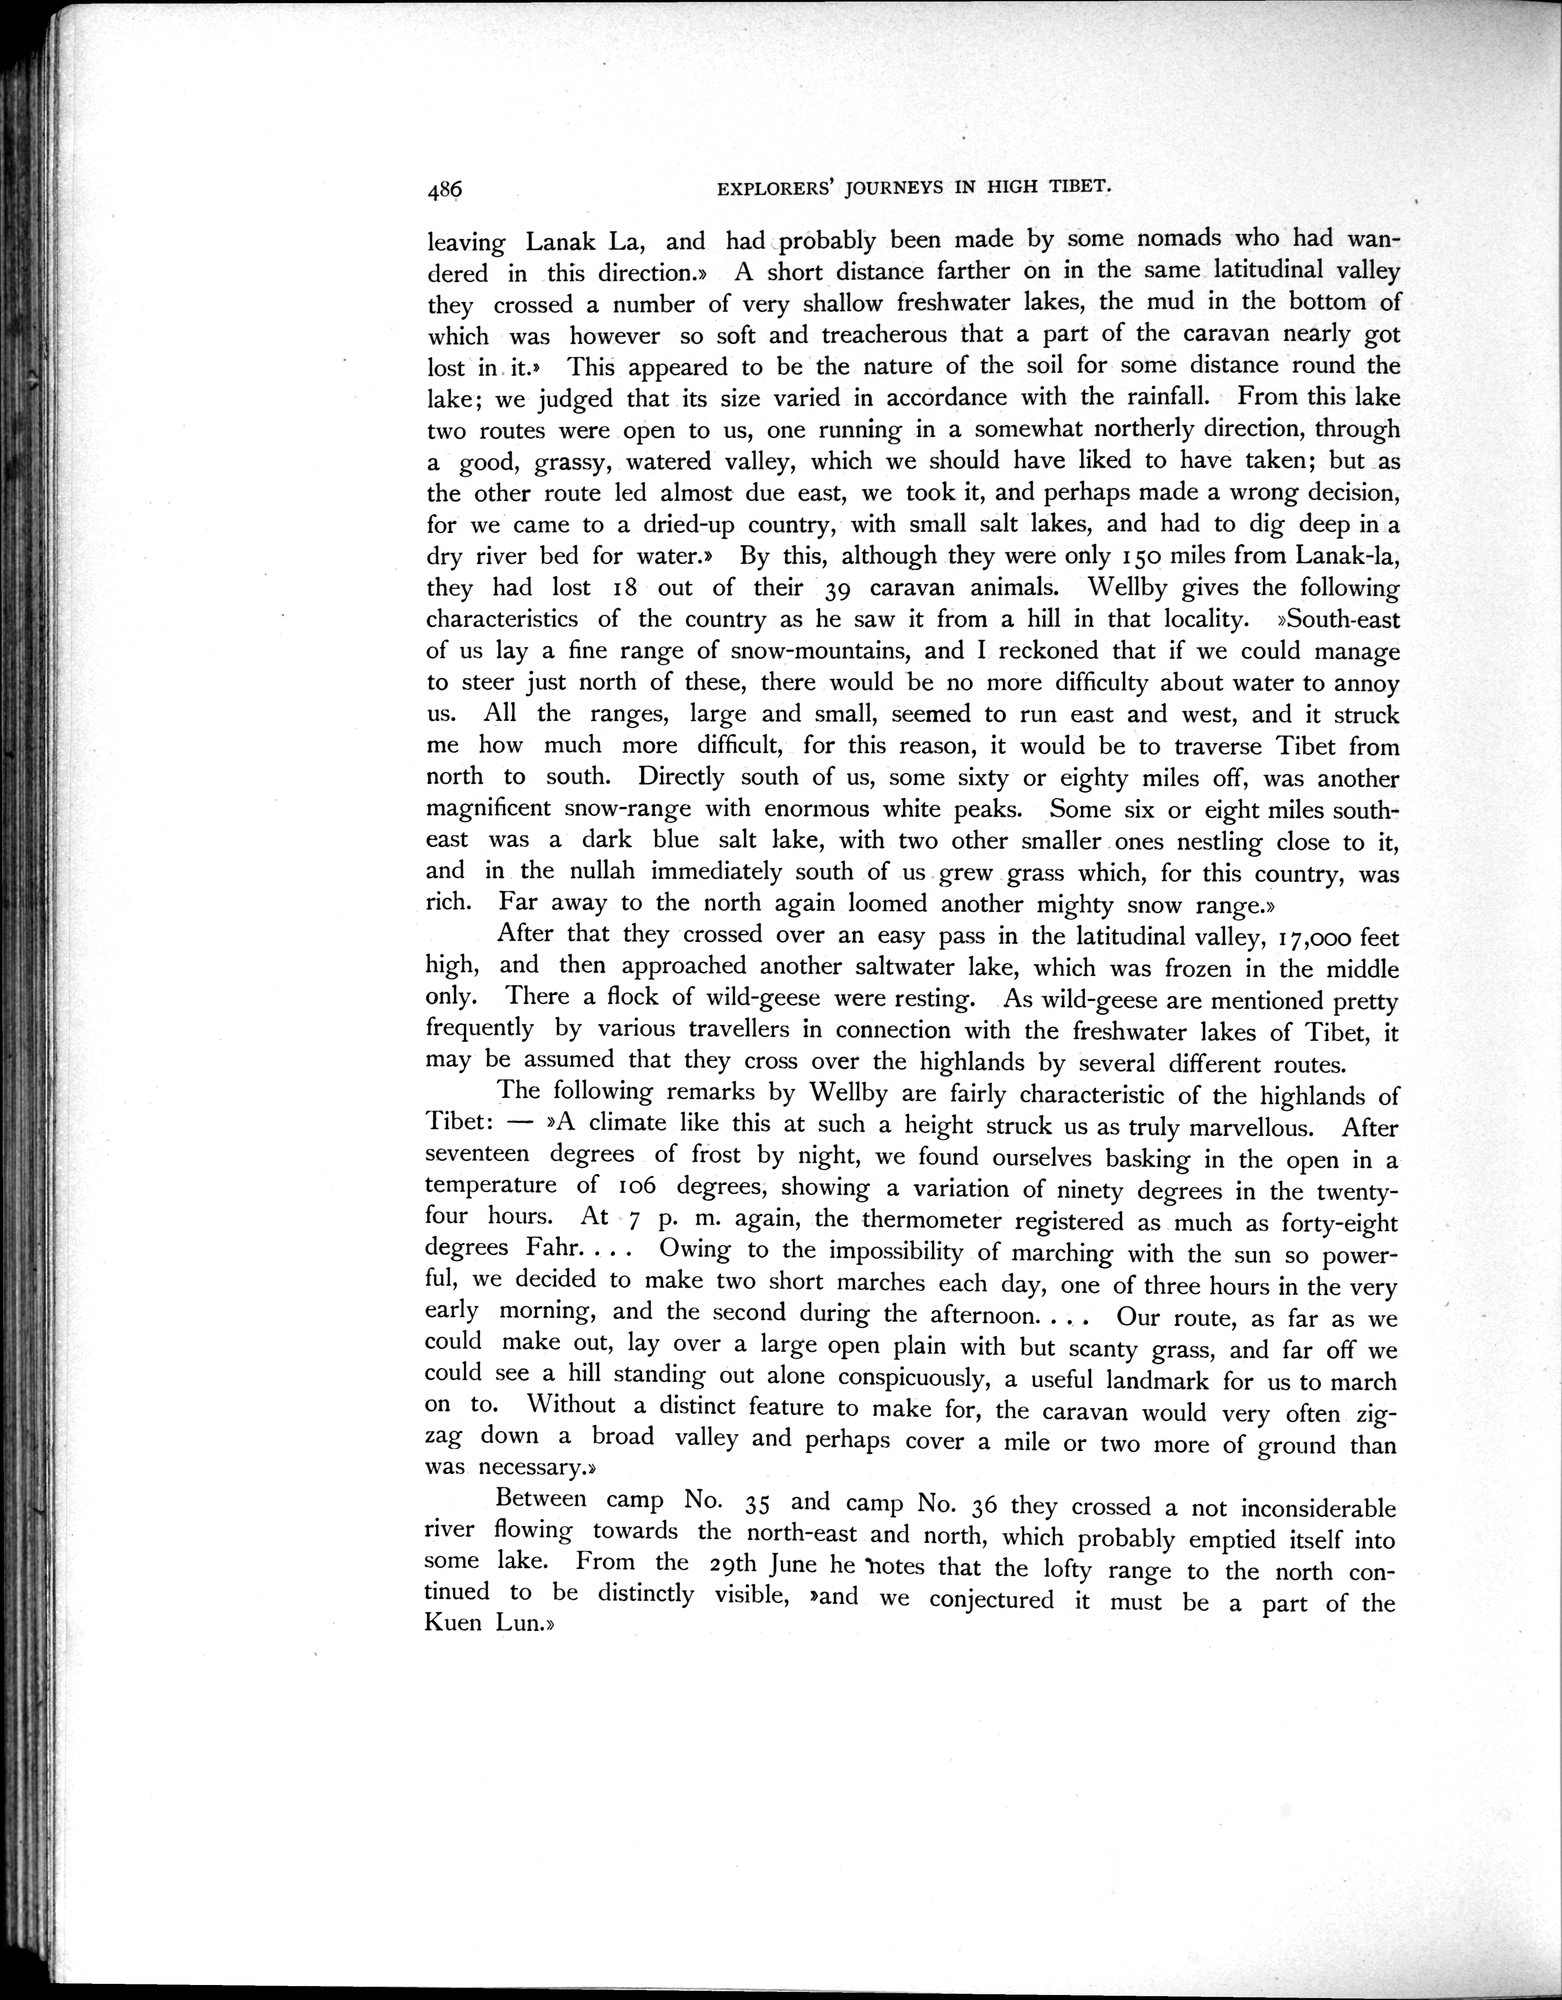 486 EXPLORERS' JOURNEYS IN HIGH TIBET.
leaving Lanak La, and had probably been made by some nomads who had wan-
dered in this direction.» A short distance farther on in the same latitudinal valley
they crossed a number of very shallow freshwater lakes, the mud in the bottom of
which was however so soft and treacherous that a part of the caravan nearly got
lost in it.» This appeared to be the nature of the soil for some distance round the
lake; we judged that its size varied in accordance with the rainfall. From this lake
two routes were open to us, one running in a somewhat northerly direction, through
a good, grassy, watered valley, which we should have liked to have taken; but as
the other route led almost due east, we took it, and perhaps made a wrong decision,
for we came to a dried-up country, with small salt lakes, and had to dig deep in a
dry river bed for water.» By this, although they were only 150 miles from Lanak-la,
they had lost 18 out of their 39 caravan animals. Wellby gives the following
characteristics of the country as he saw it from a hill in that locality. »South-east
of us lay a fine range of snow-mountains, and I reckoned that if we could manage
to steer just north of these, there would be no more difficulty about water to annoy
us. All the ranges, large and small, seemed to run east and west, and it struck
me how much more difficult, for this reason, it would be to traverse Tibet from
north to south. Directly south of us, some sixty or eighty miles off, was another
magnificent snow-range with enormous white peaks. Some six or eight miles south-
east was a dark blue salt lake, with two other smaller ones nestling close to it,
and in the nullah immediately south of us grew grass which, for this country, was
rich. Far away to the north again loomed another mighty snow range.»
After that they crossed over an easy pass in the latitudinal valley, 17,000 feet
high, and then approached another saltwater lake, which was frozen in the middle
only. There a flock of wild-geese were resting. As wild-geese are mentioned pretty
frequently by various travellers in connection with the freshwater lakes of Tibet, it
may be assumed that they cross over the highlands by several different routes.
The following remarks by Wellby are fairly characteristic of the highlands of
Tibet: — »A climate like this at such a height struck us as truly marvellous. After
seventeen degrees of frost by night, we found ourselves basking in the open in a
temperature of 106 degrees, showing a variation of ninety degrees in the twenty-
four hours. At 7 p. m. again, the thermometer registered as much as forty-eight
degrees Fahr. . . . Owing to the impossibility of marching with the sun so power-
ful, we decided to make two short marches each day, one of three hours in the very
early morning, and the second during the afternoon. . . . Our route, as far as we
could make out, lay over a large open plain with but scanty grass, and far off we
could see a hill standing out alone conspicuously, a useful landmark for us to march
on to. Without a distinct feature to make for, the caravan would very often zig-
zag down a broad valley and perhaps cover a mile or two more of ground than
was necessary.»
Between camp No. 35 and camp No. 36 they crossed a not inconsiderable
river flowing towards the north-east and north, which probably emptied itself into
some lake. From the 29th June he notes that the lofty range to the north con-
tinued to be distinctly visible, »and we conjectured it must be a part of the
Kuen Lun.»